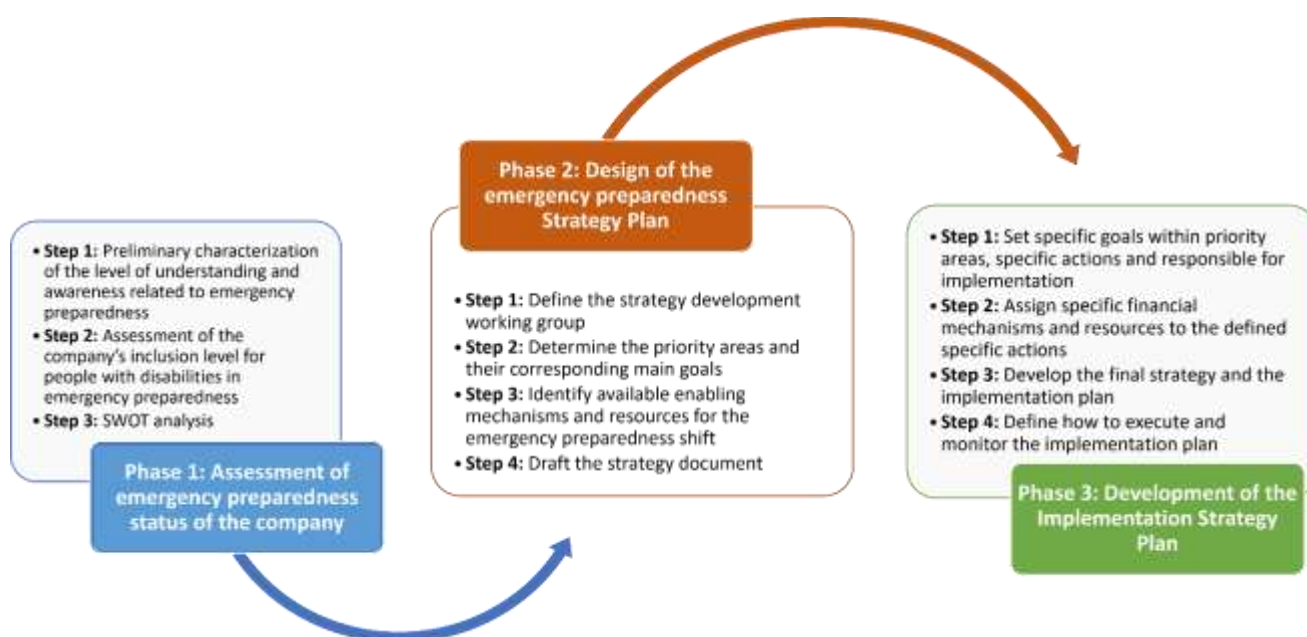 • Step 1: Preliminary characterization
of the level of understanding and
awareness related to emergency
preparedness
• Step 2: Assessment of the
company's inclusion level for
people with disabilities in
emergency preparedness
• Step 3: SWOT analysis
Phase 1: Assessment of
emergency preparedness
status of the company
Phase 2: Design of the
emergency preparedness
Strategy Plan
• Step 1: Define the strategy development
working group
• Step 2: Determine the priority areas and
their corresponding main goals
• Step 3: Identify available enabling
mechanisms and resources for the
emergency preparedness shift
• Step 4: Draft the strategy document
• Step 1: Set specific goals within priority
areas, specific actions and responsible for
implementation
• Step 2: Assign specific financial
mechanisms and resources to the defined
specific actions
• Step 3: Develop the final strategy and the
implementation plan
• Step 4: Define how to execute and
monitor the implementation plan
Phase 3: Development of the
Implementation Strategy
Plan